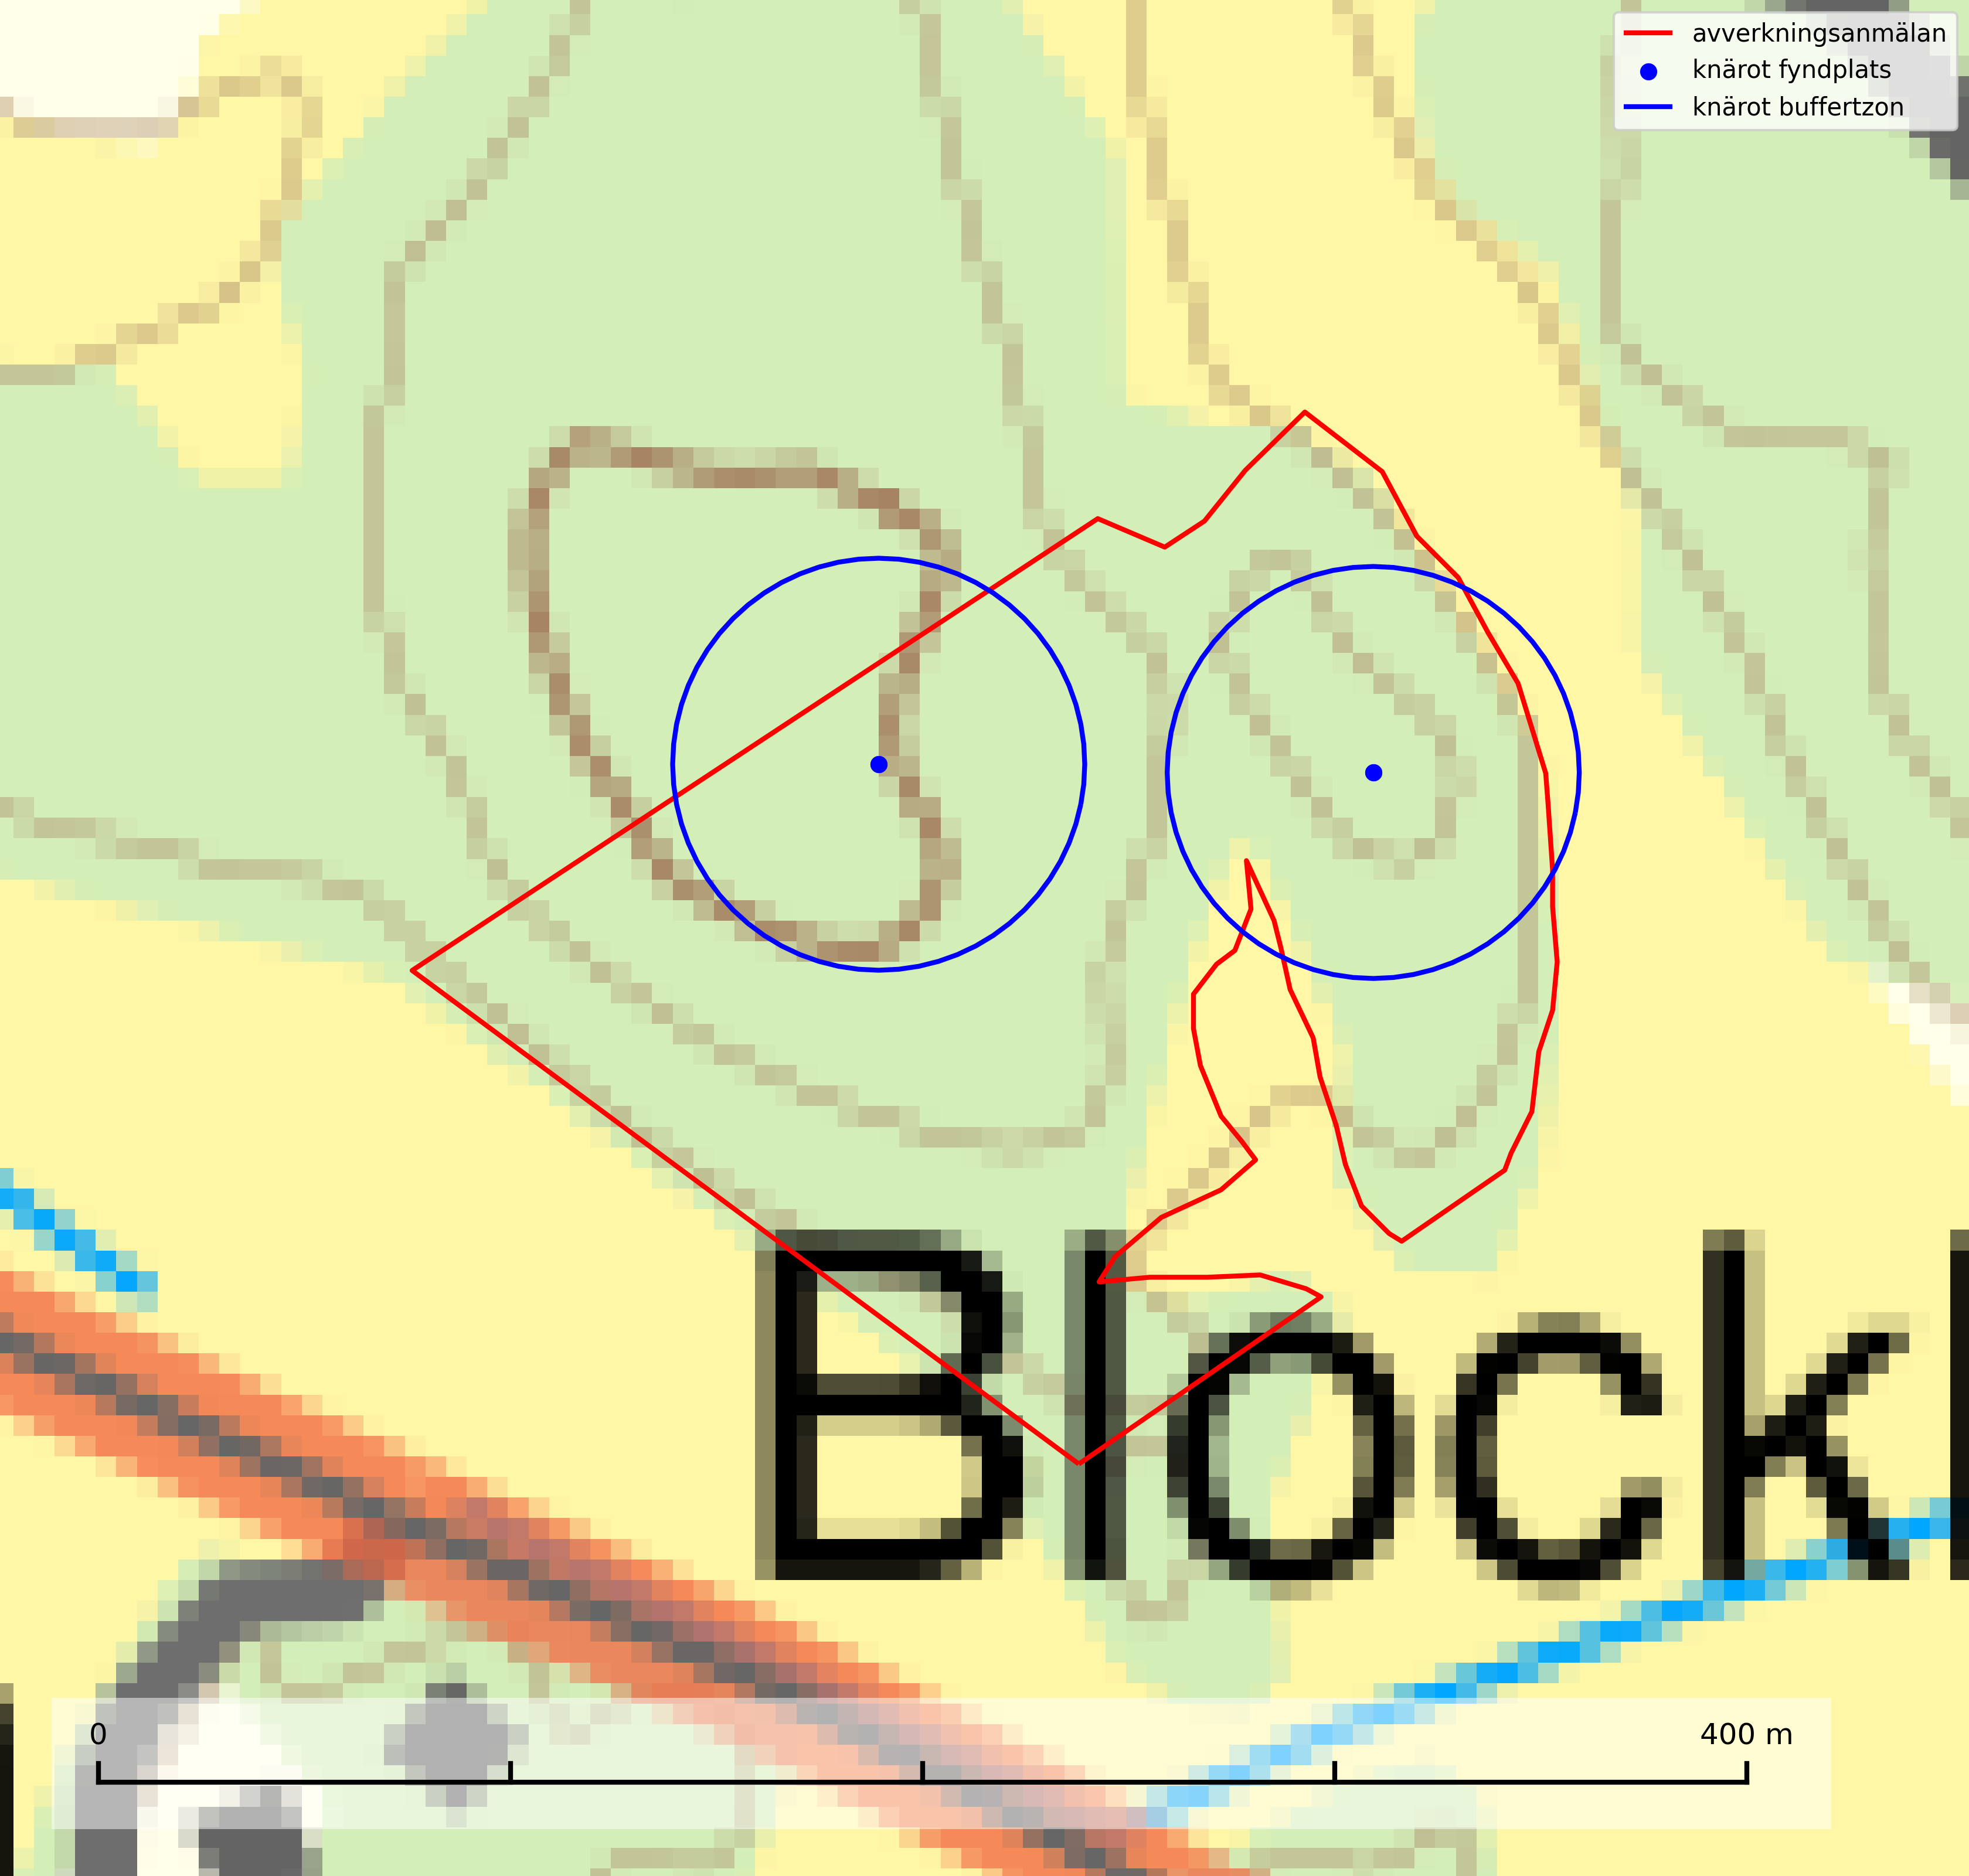 avverkningsanmälan
knärot fyndplats
knärot buffertzon
Block
0 400 m